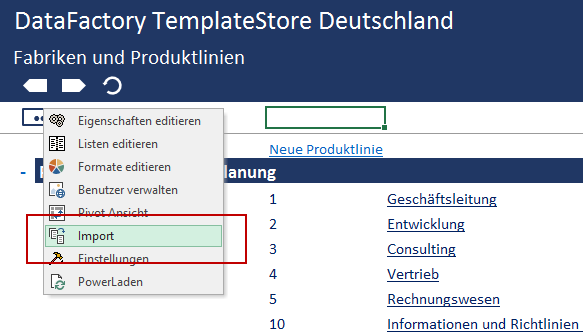 DataFactory TemplateStore Deutschland
Fabriken und Produktlinien
Eigenschaften editieren
Listen editieren
Formate editieren
Benutzer verwalten
Pivot Ansicht
Import
Einstellungen
PowerLaden
Neue Produktlinie
- lanung
1 Geschäftsleitung
2 Entwicklung
3 Consulting
4 Vertrieb
5 Rechnungswesen
10 Informationen und Richtlinien